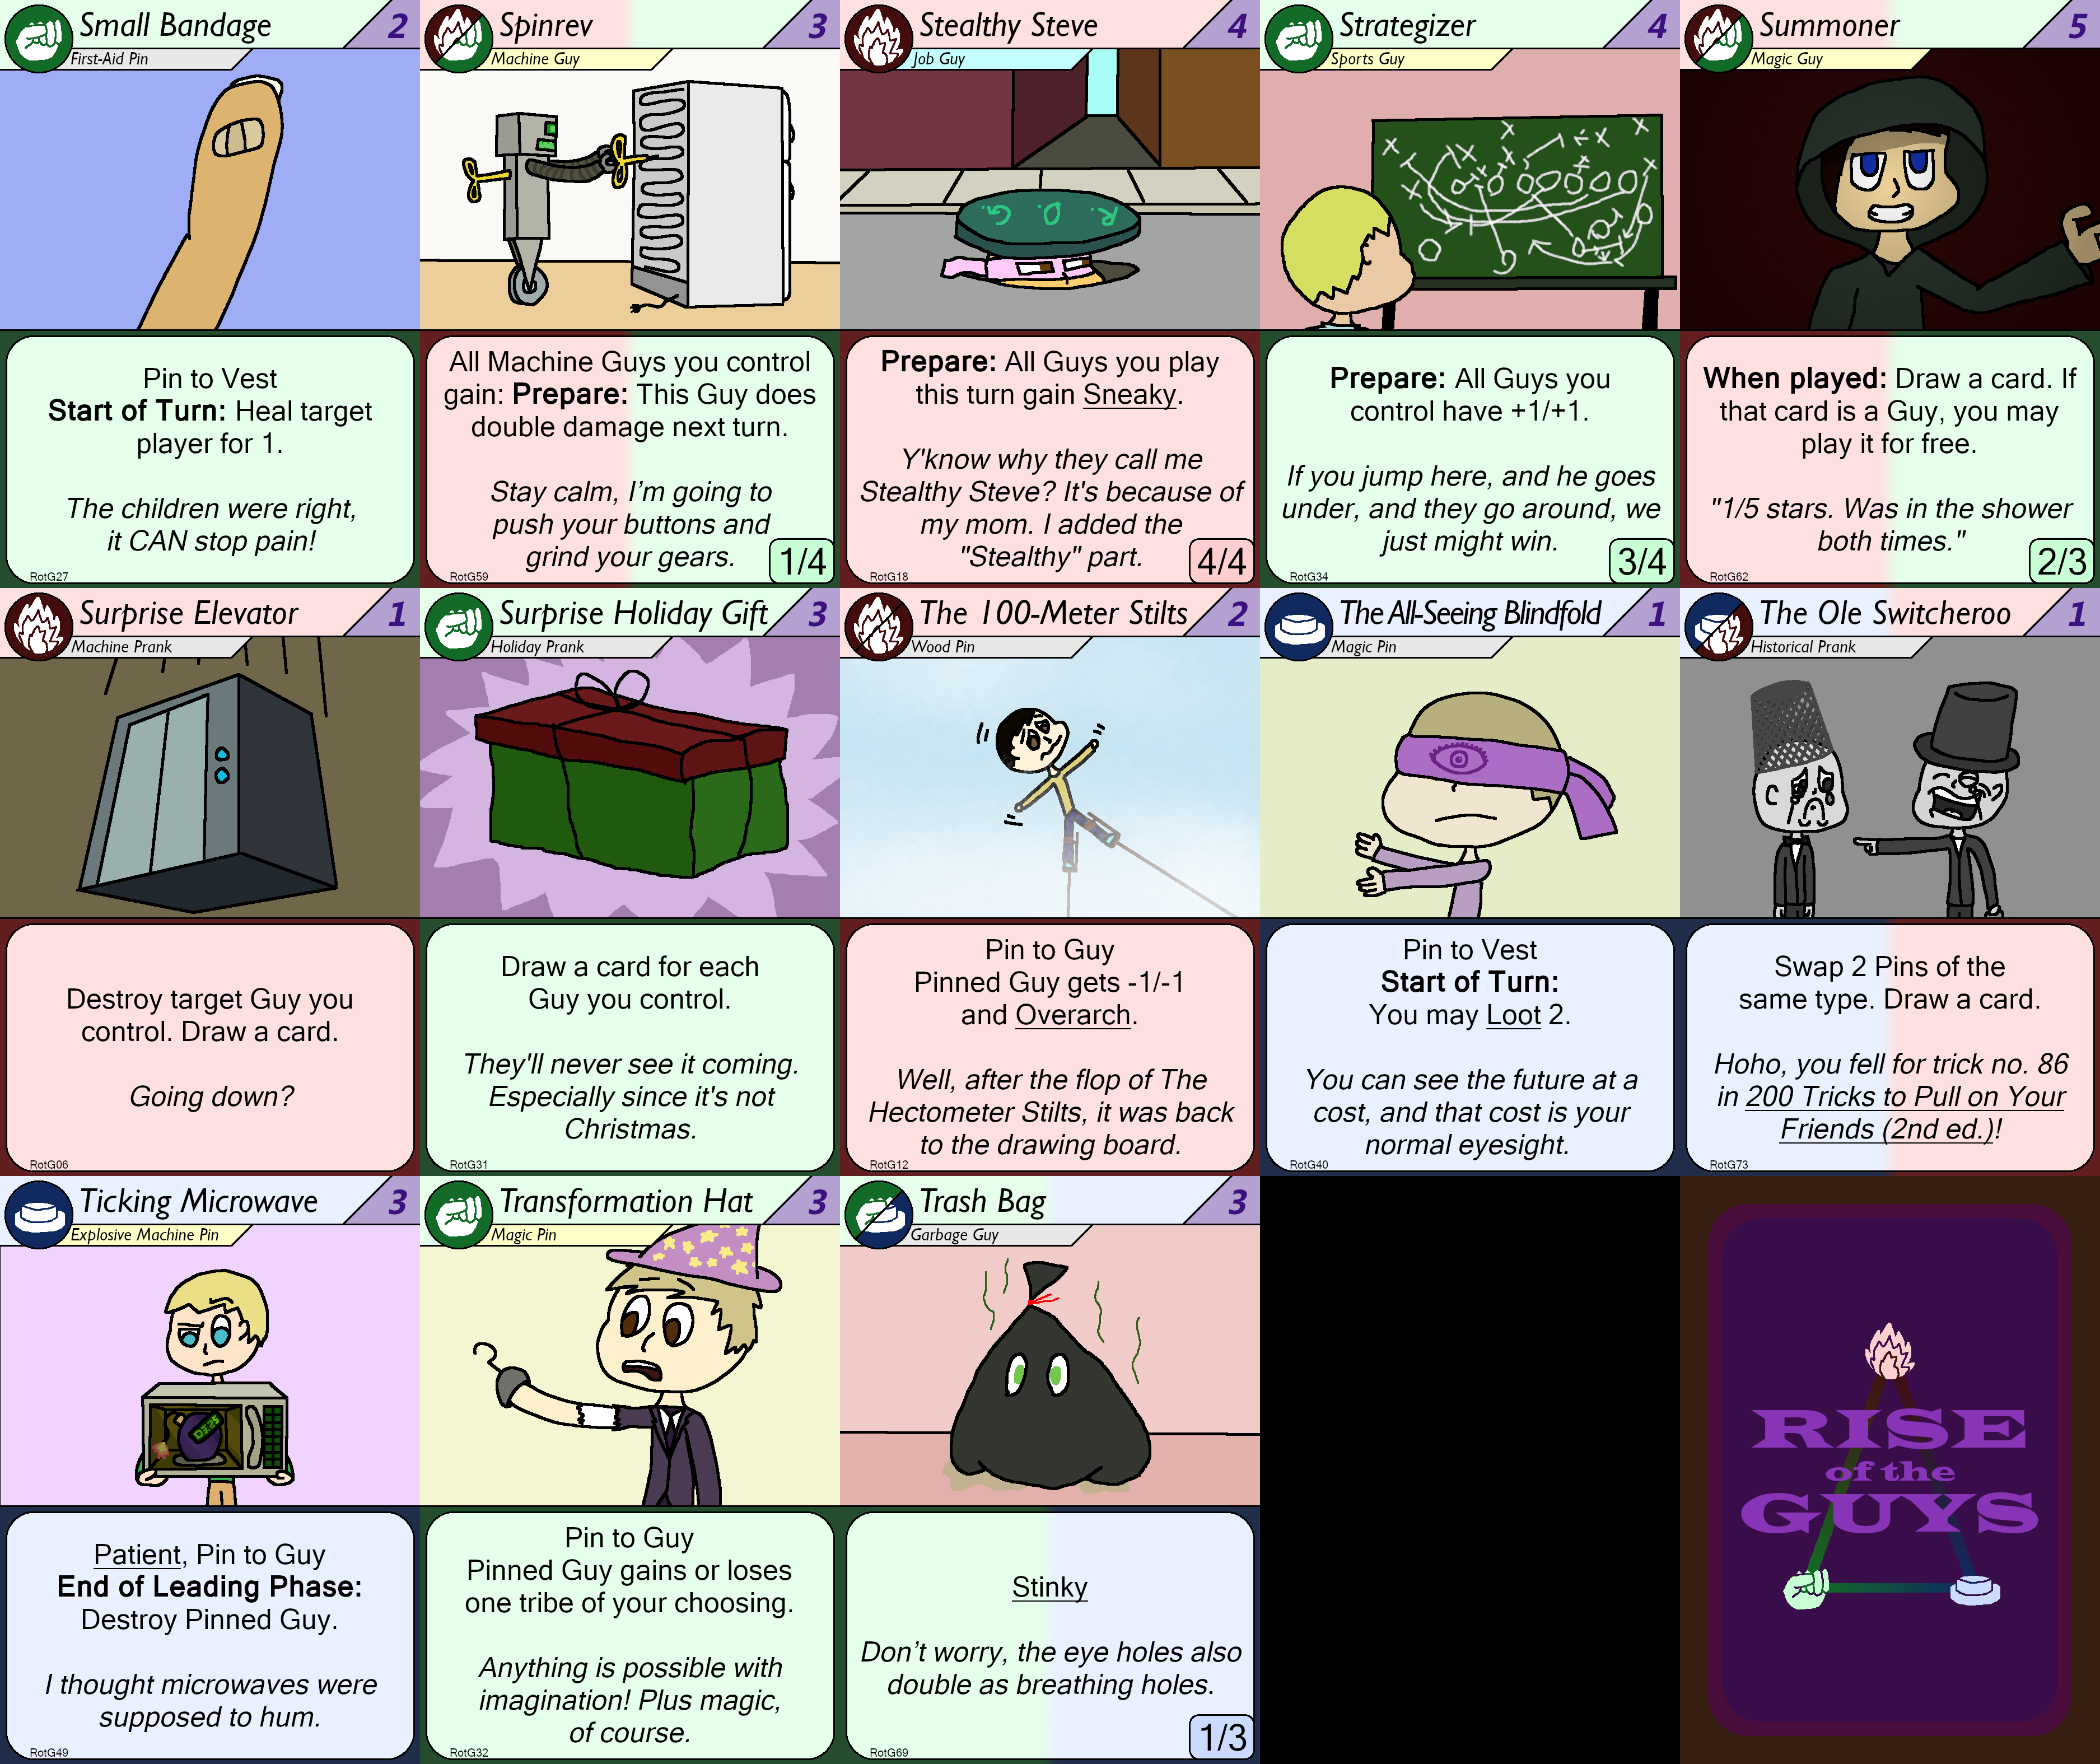 Small Bandage 2
First-Aid Pin
Pin to Vest
Start of Turn: Heal target
player for 1.
The children were right,
it CAN stop pain!
RotG27
Spinrev 3
Machine Guy
All Machine Guys you control
gain: Prepare: This Guy does
double damage next turn.
Stay calm, I’m going to
push your buttons and
grind your gears.
1/4
RotG59
Stealthy Steve 4
Job Guy
R. O. G.
Prepare: All Guys you play
this turn gain Sneaky.
Y'know why they call me
Stealthy Steve? It's because of
my mom. I added the
"Stealthy" part.
4/4
RotG18
Strategizer 4
Sports Guy
Prepare: All Guys you
control have +1/+1.
If you jump here, and he goes
under, and they go around, we
just might win.
3/4
RotG34
Summoner 5
Magic Guy
When played: Draw a card. If
that card is a Guy, you may
play it for free.
"1/5 stars. Was in the shower
both times."
2/3
RotG62
Surprise Elevator 1
Machine Prank
Destroy target Guy you
control. Draw a card.
Going down?
RotG06
Surprise Holiday Gift 3
Holiday Prank
Draw a card for each
Guy you control.
They'll never see it coming.
Especially since it's not
Christmas.
RotG31
The 100-Meter Stilts 2
Wood Pin
Pin to Guy
Pinned Guy gets -1/-1
and Overarch.
Well, after the flop of The
Hectometer Stilts, it was back
to the drawing board.
RotG12
The All-Seeing Blindfold 1
Magic Pin
Pin to Vest
Start of Turn:
You may Loot 2.
You can see the future at a
cost, and that cost is your
normal eyesight.
RotG40
The Ole Switcheroo 1
Historical Prank
Swap 2 Pins of the
same type. Draw a card.
Hoho, you fell for trick no. 86
in 200 Tricks to Pull on Your
Friends (2nd ed.)!
RotG73
Ticking Microwave 3
Explosive Machine Pin
03:25
Patient, Pin to Guy
End of Leading Phase:
Destroy Pinned Guy.
I thought microwaves were
supposed to hum.
RotG49
Transformation Hat 3
Magic Pin
Pin to Guy
Pinned Guy gains or loses
one tribe of your choosing.
Anything is possible with
imagination! Plus magic,
of course.
RotG32
Trash Bag 3
Garbage Guy
Stinky
Don’t worry, the eye holes also
double as breathing holes.
1/3
RotG69
RISE
of the
GUYS